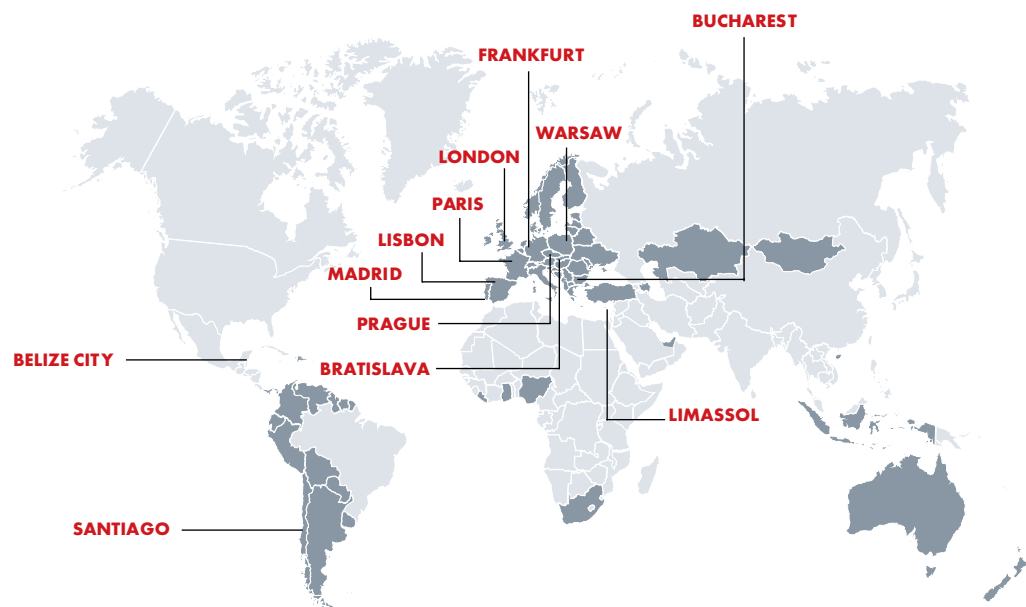 BUCHAREST
FRANKFURT
WARSAW
LONDON
PARIS
LISBON
MADRID
PRAGUE
BELIZE CITY
BRATISLAVA
LIMASSOL
SANTIAGO